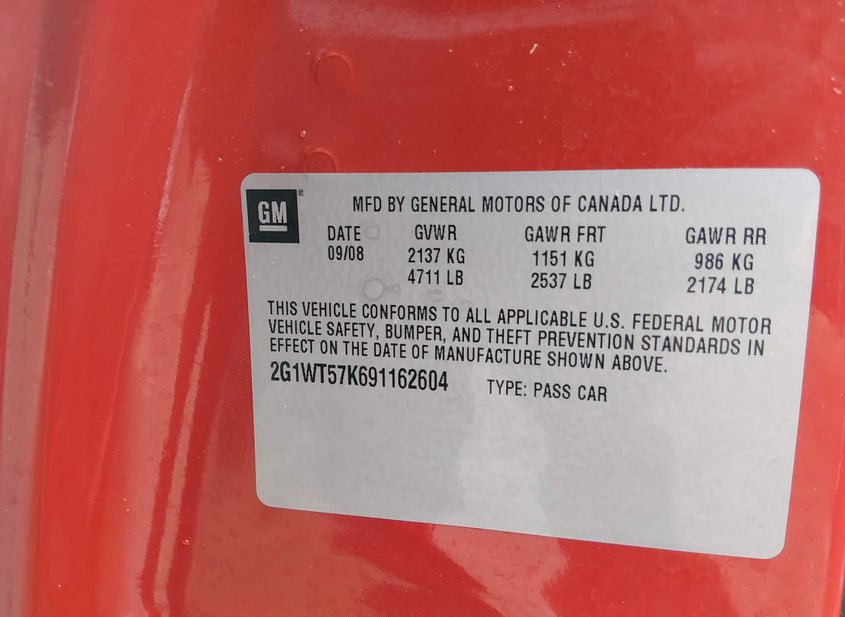 GM®
MFD BY GENERAL MOTORS OF CANADA LTD.
DATE GVWR GAWR FRT GAWR RR
09/08 2137 KG 1151 KG 986 KG
4711 LB 2537 LB 2174 LB
THIS VEHICLE CONFORMS TO ALL APPLICABLE U.S. FEDERAL MOTOR
VEHICLE SAFETY, BUMPER, AND THEFT PREVENTION STANDARDS IN
EFFECT ON THE DATE OF MANUFACTURE SHOWN ABOVE.
2G1WT57K691162604 TYPE: PASS CAR